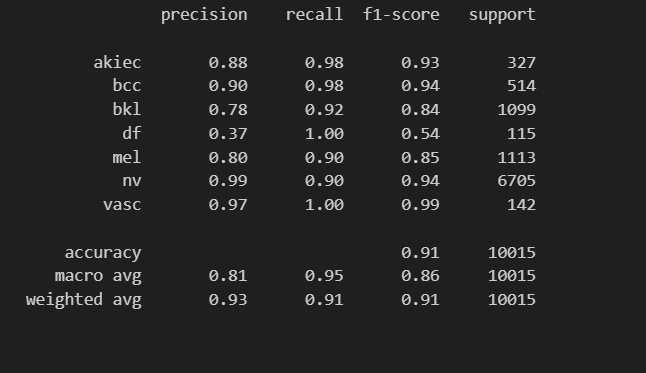 precision recall f1-score support
akiec 0.88 0.98 0.93 327
bcc 0.90 0.98 0.94 514
bkl 0.78 0.92 0.84 1099
df 0.37 1.00 0.54 115
mel 0.80 0.90 0.85 1113
nv 0.99 0.90 0.94 6705
vasc 0.97 1.00 0.99 142
accuracy 0.91 10015
macro avg 0.81 0.95 0.86 10015
weighted avg 0.93 0.91 0.91 10015